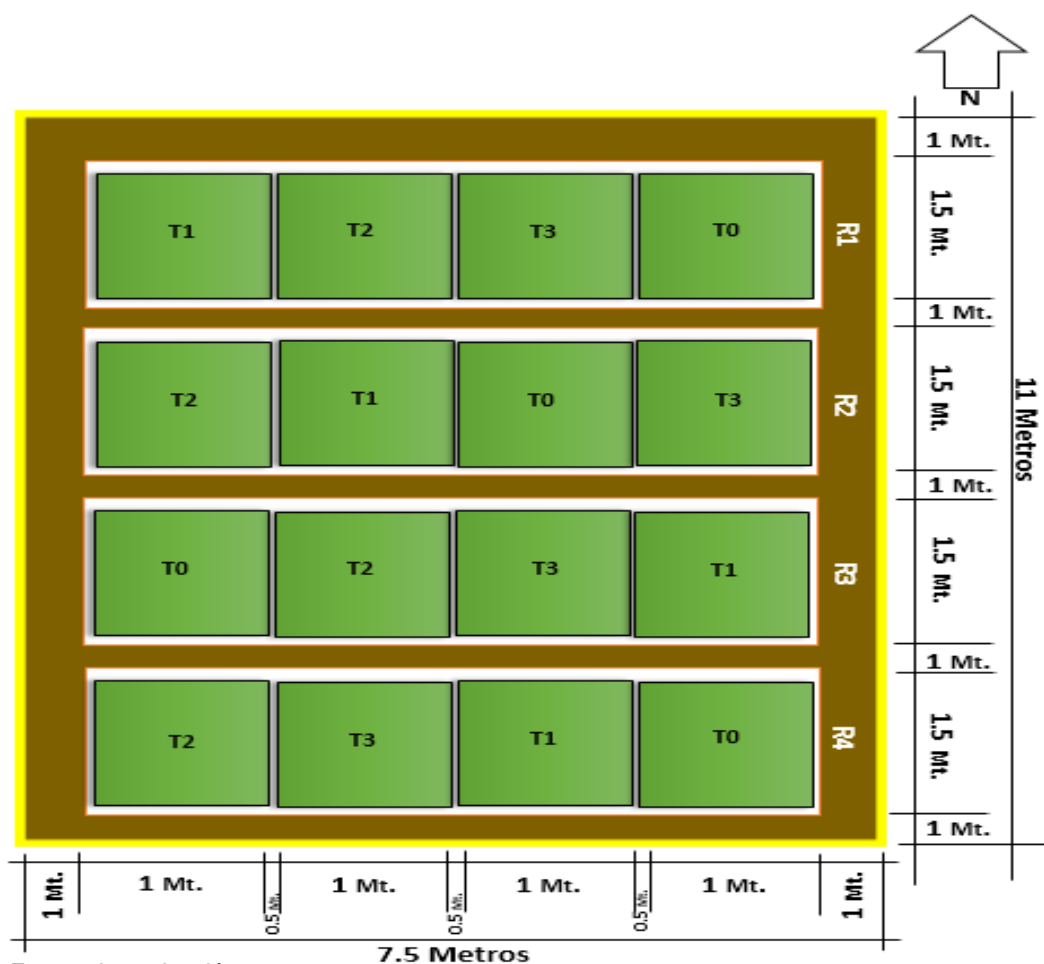 N
1 Mt.
T1 T2 T3 T0 R1 1.5 Mt.
1 Mt.
T2 T1 T0 T3 R2 1.5 Mt.
11 Metros
1 Mt.
T0 T2 T3 T1 R3 1.5 Mt.
1 Mt.
T2 T3 T1 T0 R4 1.5 Mt.
1 Mt.
1 Mt. 1 Mt. 0.5 Mt. 1 Mt. 0.5 Mt. 1 Mt. 0.5 Mt. 1 Mt. 1 Mt.
7.5 Metros